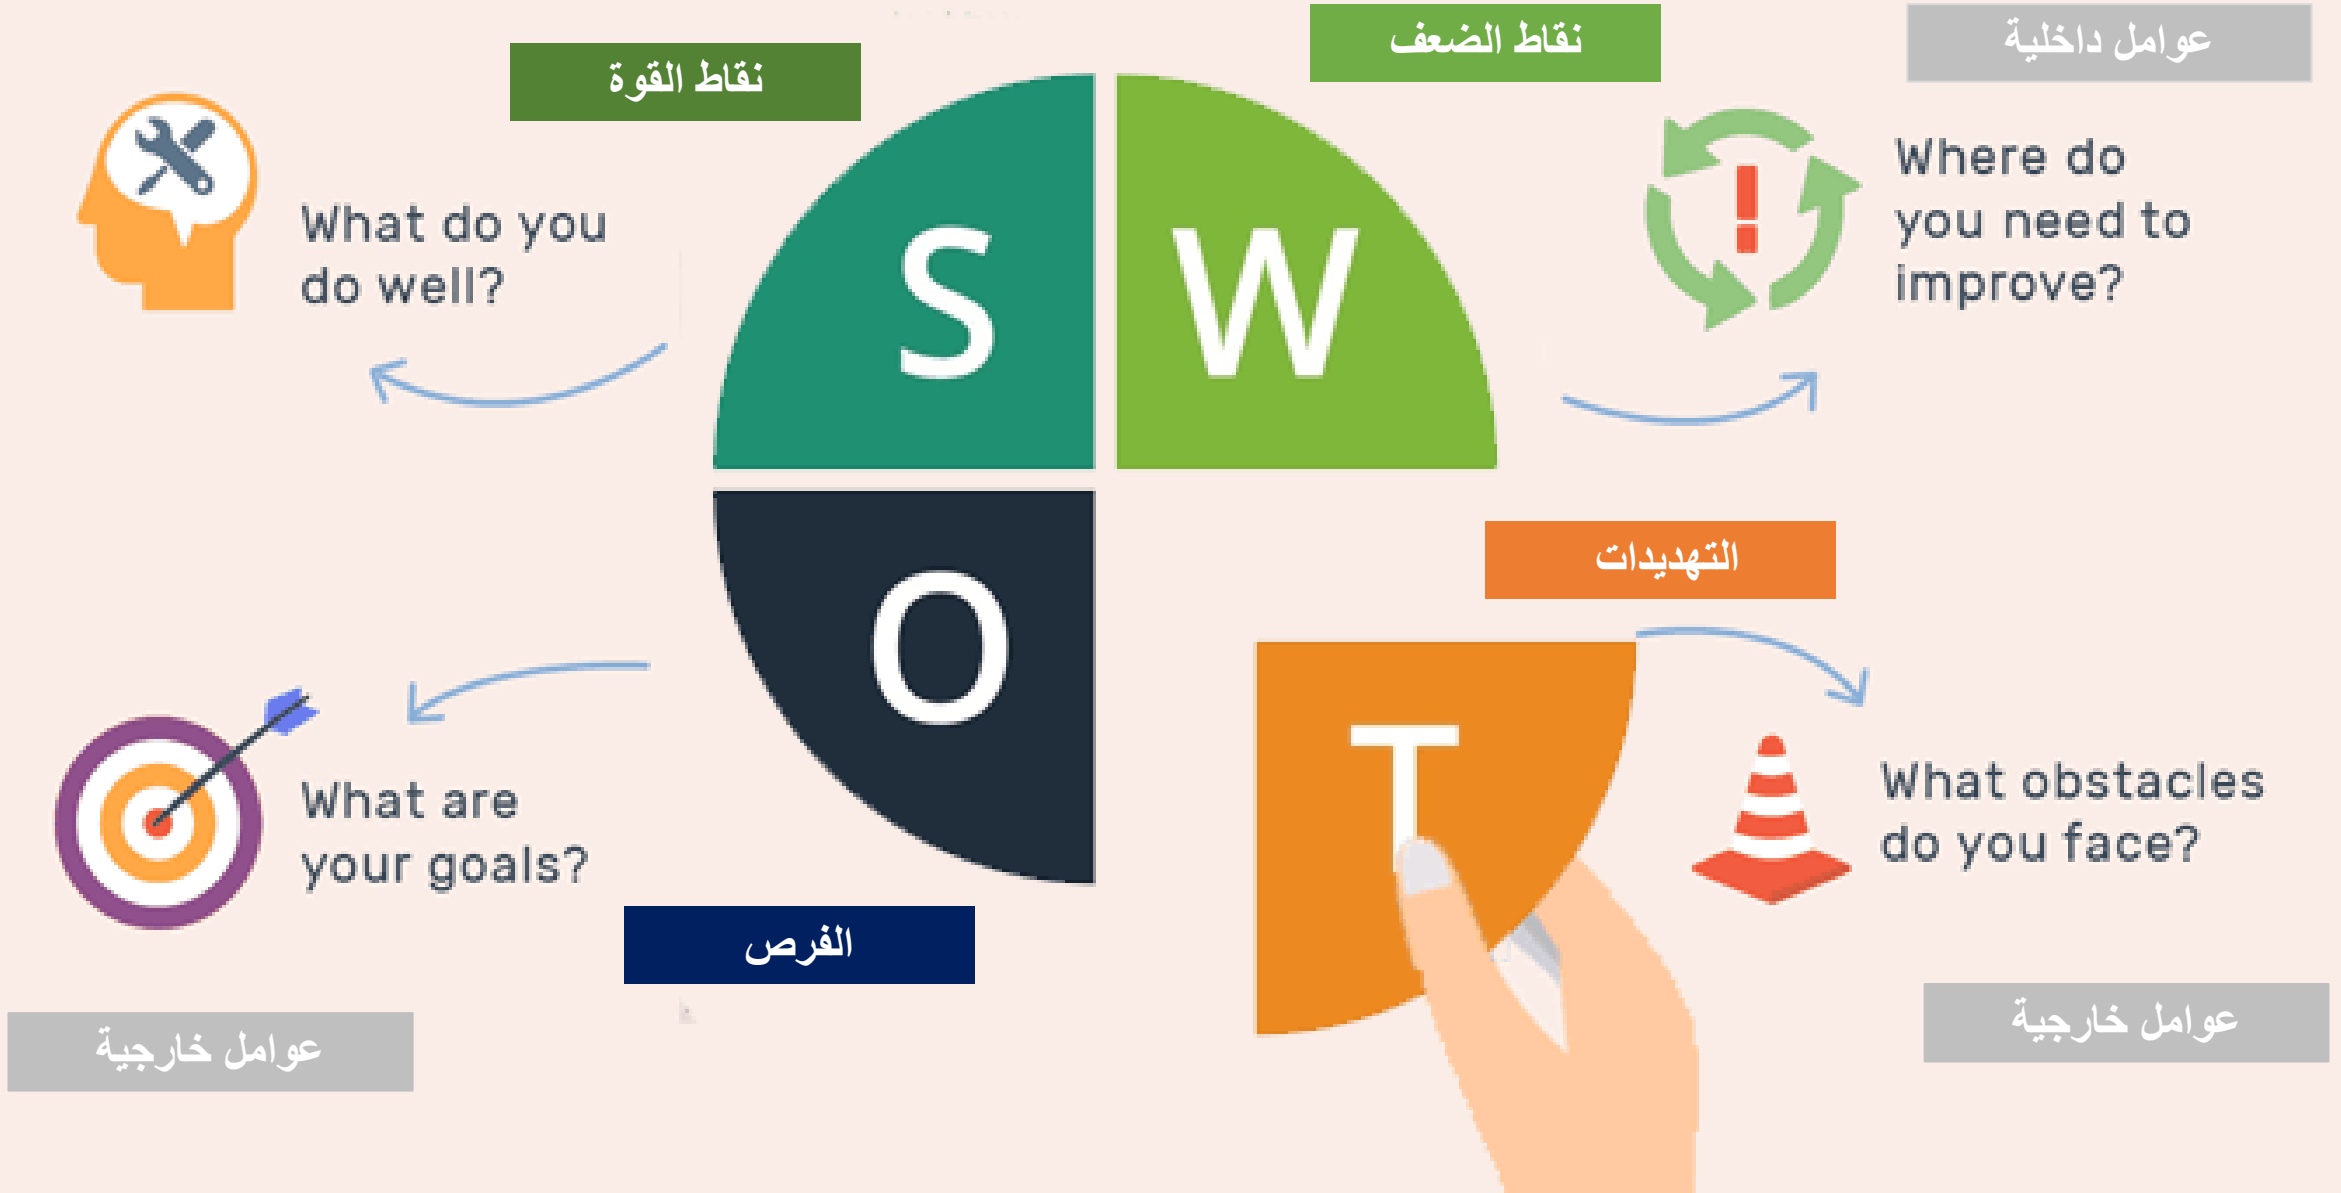 نقاط القوة
نقاط الضعف
عوامل داخلية
What do you
do well?
S
W
Where do
you need to
improve?
O
What are
your goals?
الفرص
عوامل خارجية
التهديدات
T
What obstacles
do you face?
عوامل خارجية